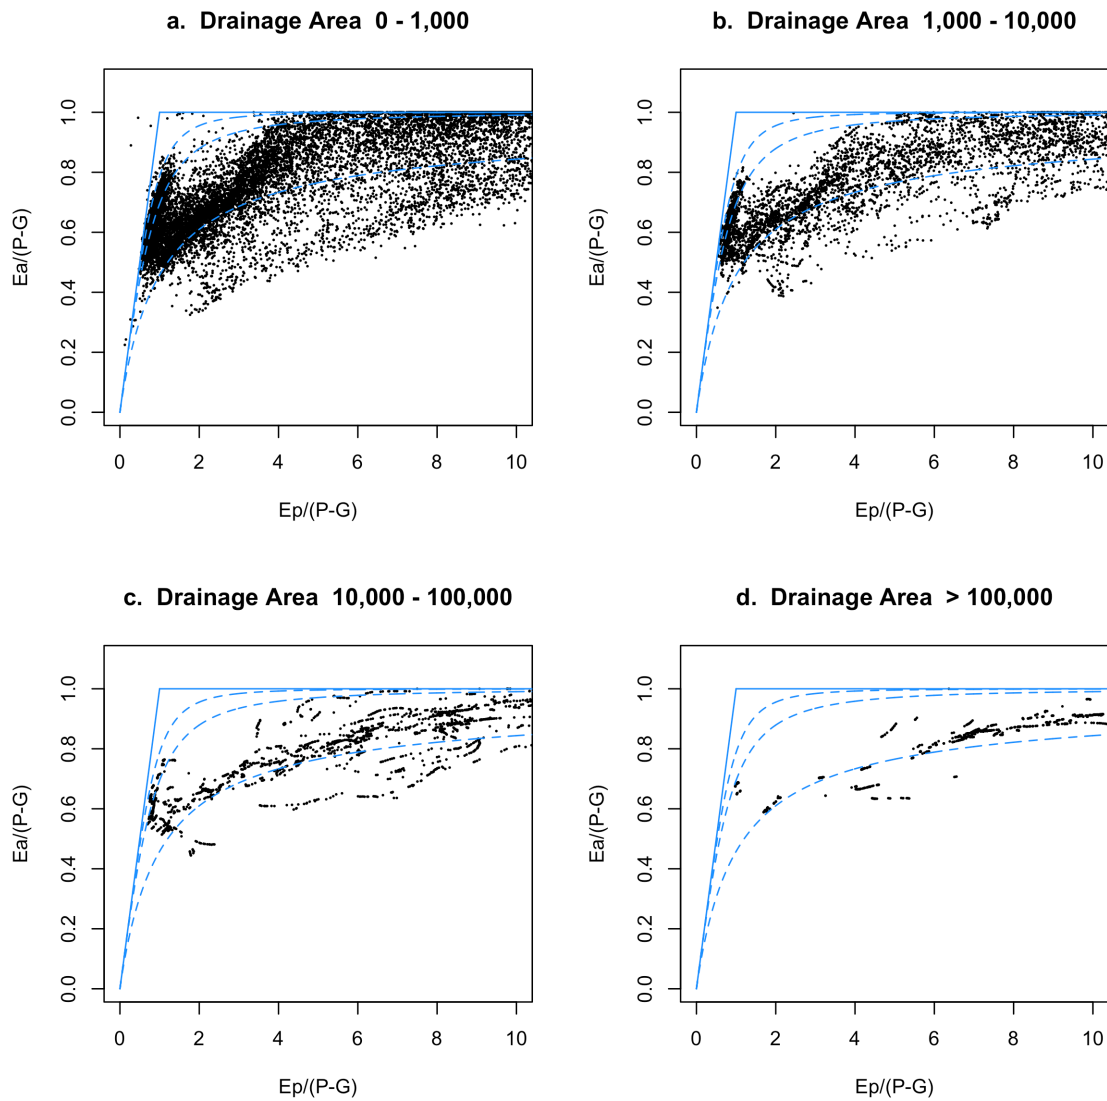 a. Drainage Area 0 - 1,000
Ea/(P-G)
0.0 0.2 0.4 0.6 0.8 1.0
0 2 4 6 8 10
Ep/(P-G)
b. Drainage Area 1,000 - 10,000
Ea/(P-G)
0.0 0.2 0.4 0.6 0.8 1.0
0 2 4 6 8 10
Ep/(P-G)
c. Drainage Area 10,000 - 100,000
Ea/(P-G)
0.0 0.2 0.4 0.6 0.8 1.0
0 2 4 6 8 10
Ep/(P-G)
d. Drainage Area > 100,000
Ea/(P-G)
0.0 0.2 0.4 0.6 0.8 1.0
0 2 4 6 8 10
Ep/(P-G)